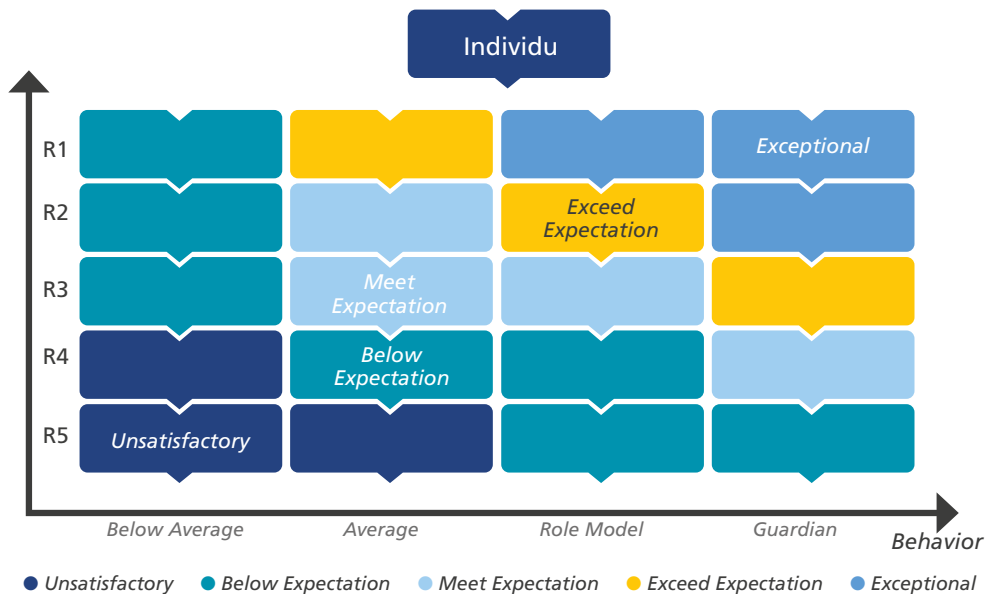 Individu
R1
Exceptional
R2
Exceed
Expectation
R3
Meet
Expectation
R4
Below
Expectation
R5
Unsatisfactory
Below Average
Average
Role Model
Guardian
Behavior
Unsatisfactory
Below Expectation
Meet Expectation
Exceed Expectation
Exceptional